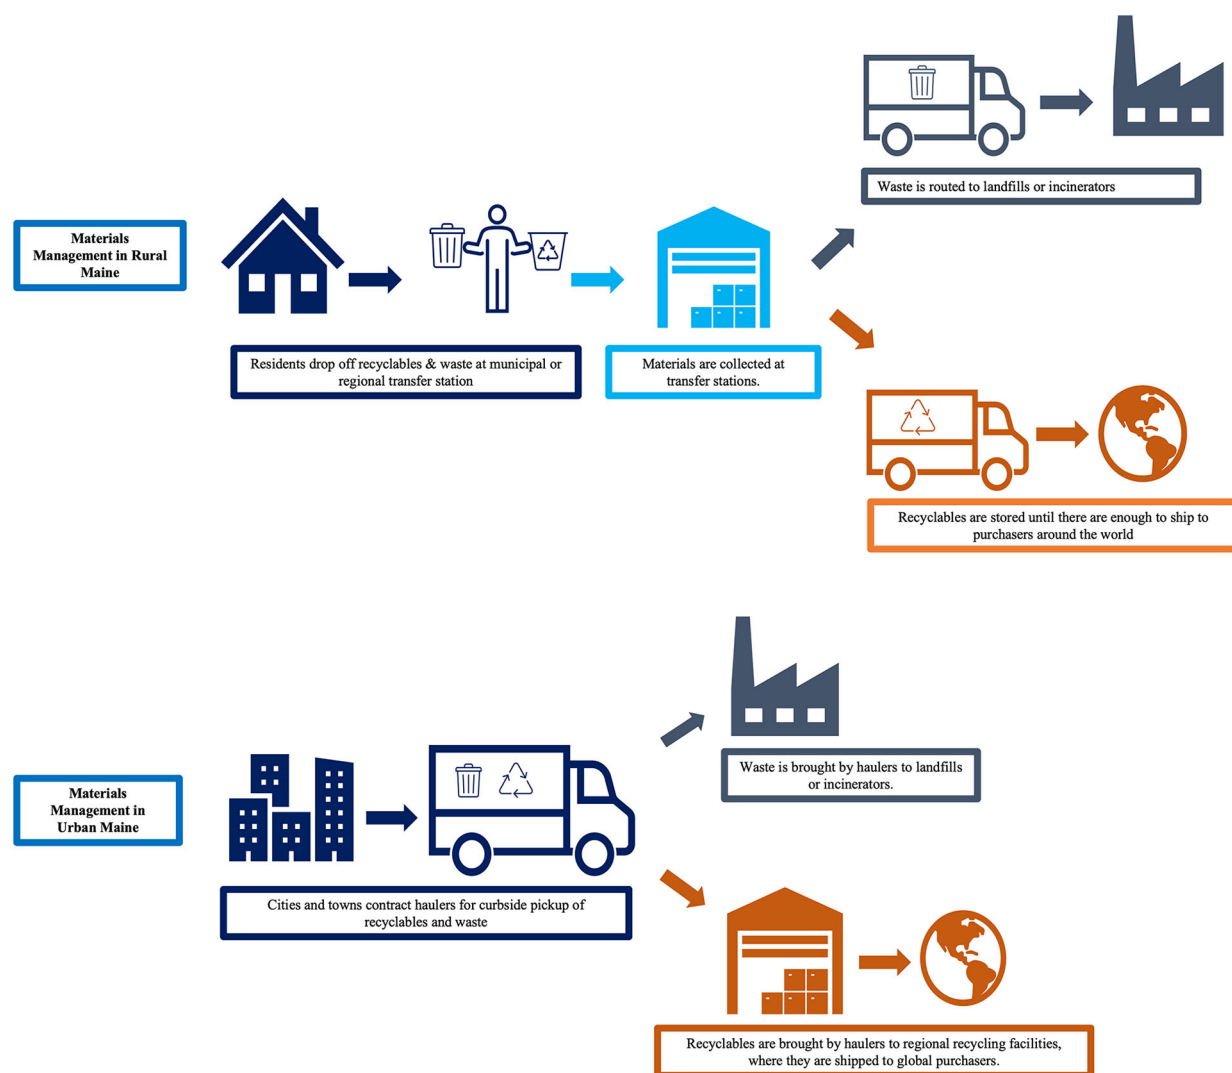 Waste is routed to landfills or incinerators
Materials
Management in Rural
Maine
Residents drop off recyclables & waste at municipal or
regional transfer station
Materials are collected at
transfer stations.
Recyclables are stored until there are enough to ship to
purchasers around the world
Waste is brought by haulers to landfills
or incinerators.
Materials
Management in
Urban Maine
Cities and towns contract haulers for curbside pickup of
recyclables and waste
Recyclables are brought by haulers to regional recycling facilities,
where they are shipped to global purchasers.